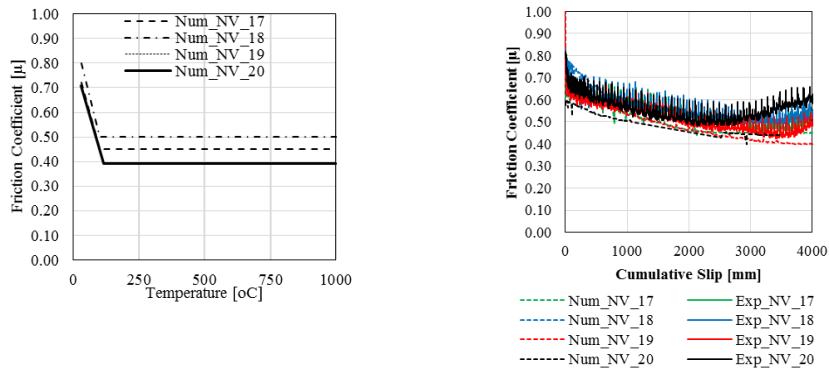 Friction Coefficient [μ]
1.00
0.90
0.80
0.70
0.60
0.50
0.40
0.30
0.20
0.10
0.00
Num_NV_17
Num_NV_18
Num_NV_19
Num_NV_20
0
250
500
750
1000
Temperature [oC]
Friction Coefficient [μ]
1.00
0.90
0.80
0.70
0.60
0.50
0.40
0.30
0.20
0.10
0.00
0
1000
2000
3000
4000
Cumulative Slip [mm]
Num_NV_17
Exp_NV_17
Num_NV_18
Exp_NV_18
Num_NV_19
Exp_NV_19
Num_NV_20
Exp_NV_20